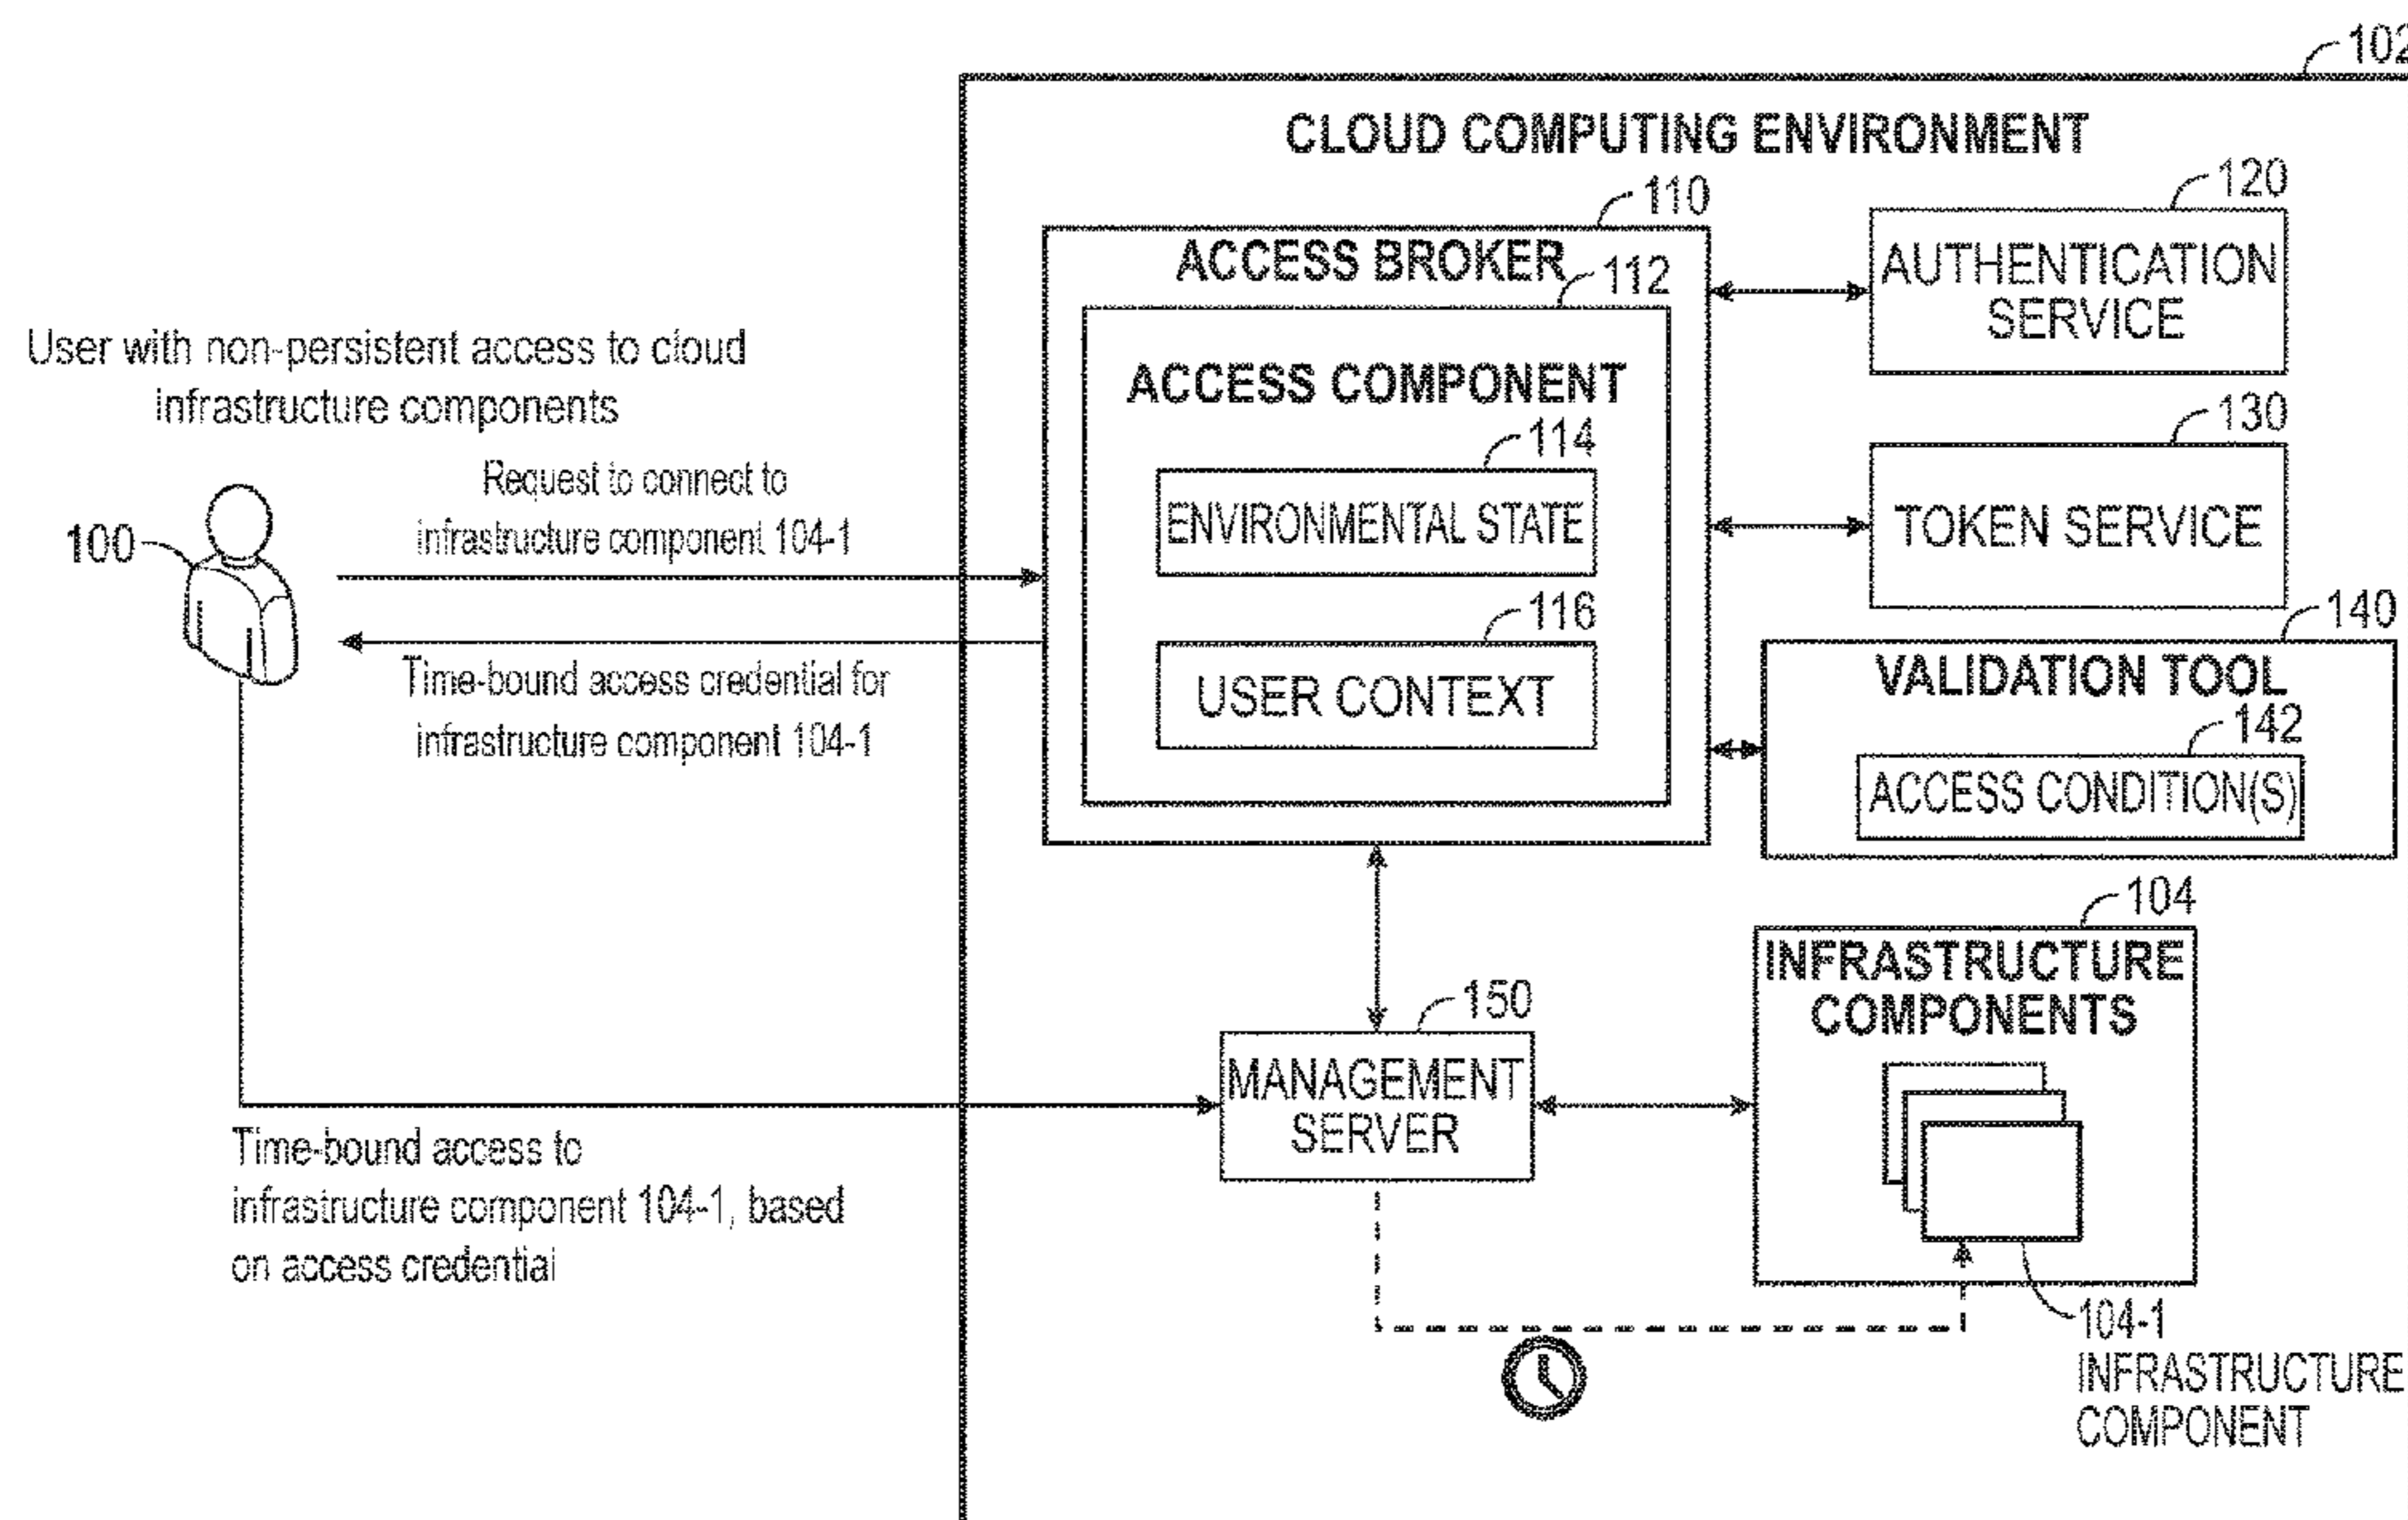 102
CLOUD COMPUTING ENVIRONMENT
110
ACCESS BROKER
112
ACCESS COMPONENT
114
ENVIRONMENTAL STATE
116
USER CONTEXT
120
AUTHENTICATION
SERVICE
130
TOKEN SERVICE
140
VALIDATION TOOL
142
ACCESS CONDITION(S)
User with non-persistent access to cloud
infrastructure components
100
Request to connect to
infrastructure component 104-1
Time-bound access credential for
infrastructure component 104-1
Time-bound access to
infrastructure component 104-1, based
on access credential
150
MANAGEMENT
SERVER
104
INFRASTRUCTURE
COMPONENTS
104-1
INFRASTRUCTURE
COMPONENT